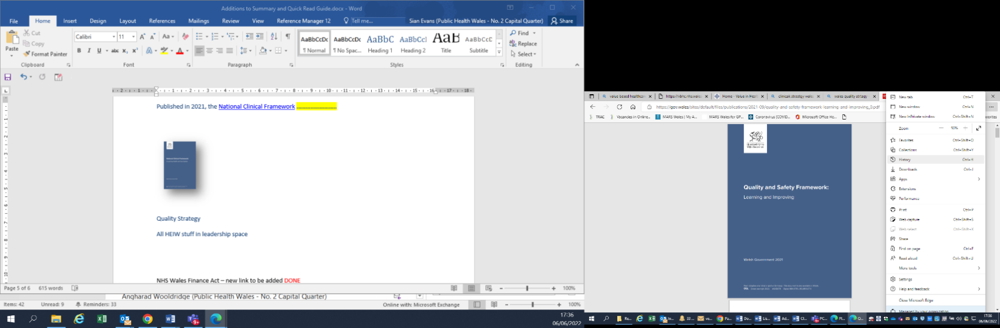 Additions to Summary and Quick Read Guide.docx - Word
File Home Insert Design Layout References Mailings Review View Reference Manager 12 Tell me... Sian Evans (Public Health Wales - No. 2 Capital Quarter) Share
Cut
Copy
Format Painter
Paste
Clipboard
Calibri 11
Font
Paragraph
AaBbCcDc AaBbCcDc AaBbC AaBbCcI AaB AaBbCcD
¶ Normal ¶ No Spac... Heading 1 Heading 2 Title Subtitle
Styles
Find
Replace
Select
Editing
Published in 2021, the National Clinical Framework
National Clinical Framework
Quality Strategy
All HEIW stuff in leadership space
NHS Wales Finance Act – new link to be added DONE
Page 5 of 6 615 words 100%
Angharad Wooldridge (Public Health Wales - No. 2 Capital Quarter)
Items: 42 Unread: 9 Reminders: 33 Online with: Microsoft Exchange 100%
17:36
06/06/2022
value based healthcar https://vbhc.nhs.wales Home - Value in Healt clinical strategy wales wales quality strtagy
https://gov.wales/sites/default/files/publications/2021-09/quality-and-safety-framework-learning-and-improving_0.pdf
TRAC Vacancies in Online... MARS Wales | My A... MARS Wales for GP... Coronavirus (COVID... Microsoft Office Ho...
Quality and Safety Framework:
Learning and Improving
Welsh Government 2021
New tab Ctrl+T
New window Ctrl+N
New InPrivate window Ctrl+Shift+N
Zoom 50%
Favorites Ctrl+Shift+O
Collections Ctrl+Shift+Y
History Ctrl+H
Downloads Ctrl+J
Apps
Extensions
Performance
Print Ctrl+P
Web capture Ctrl+Shift+S
Web select Ctrl+Shift+X
Share
Find on page Ctrl+F
Read aloud Ctrl+Shift+U
More tools
Settings
Help and feedback
Close Microsoft Edge
Managed by your organization
17:36
06/06/2022